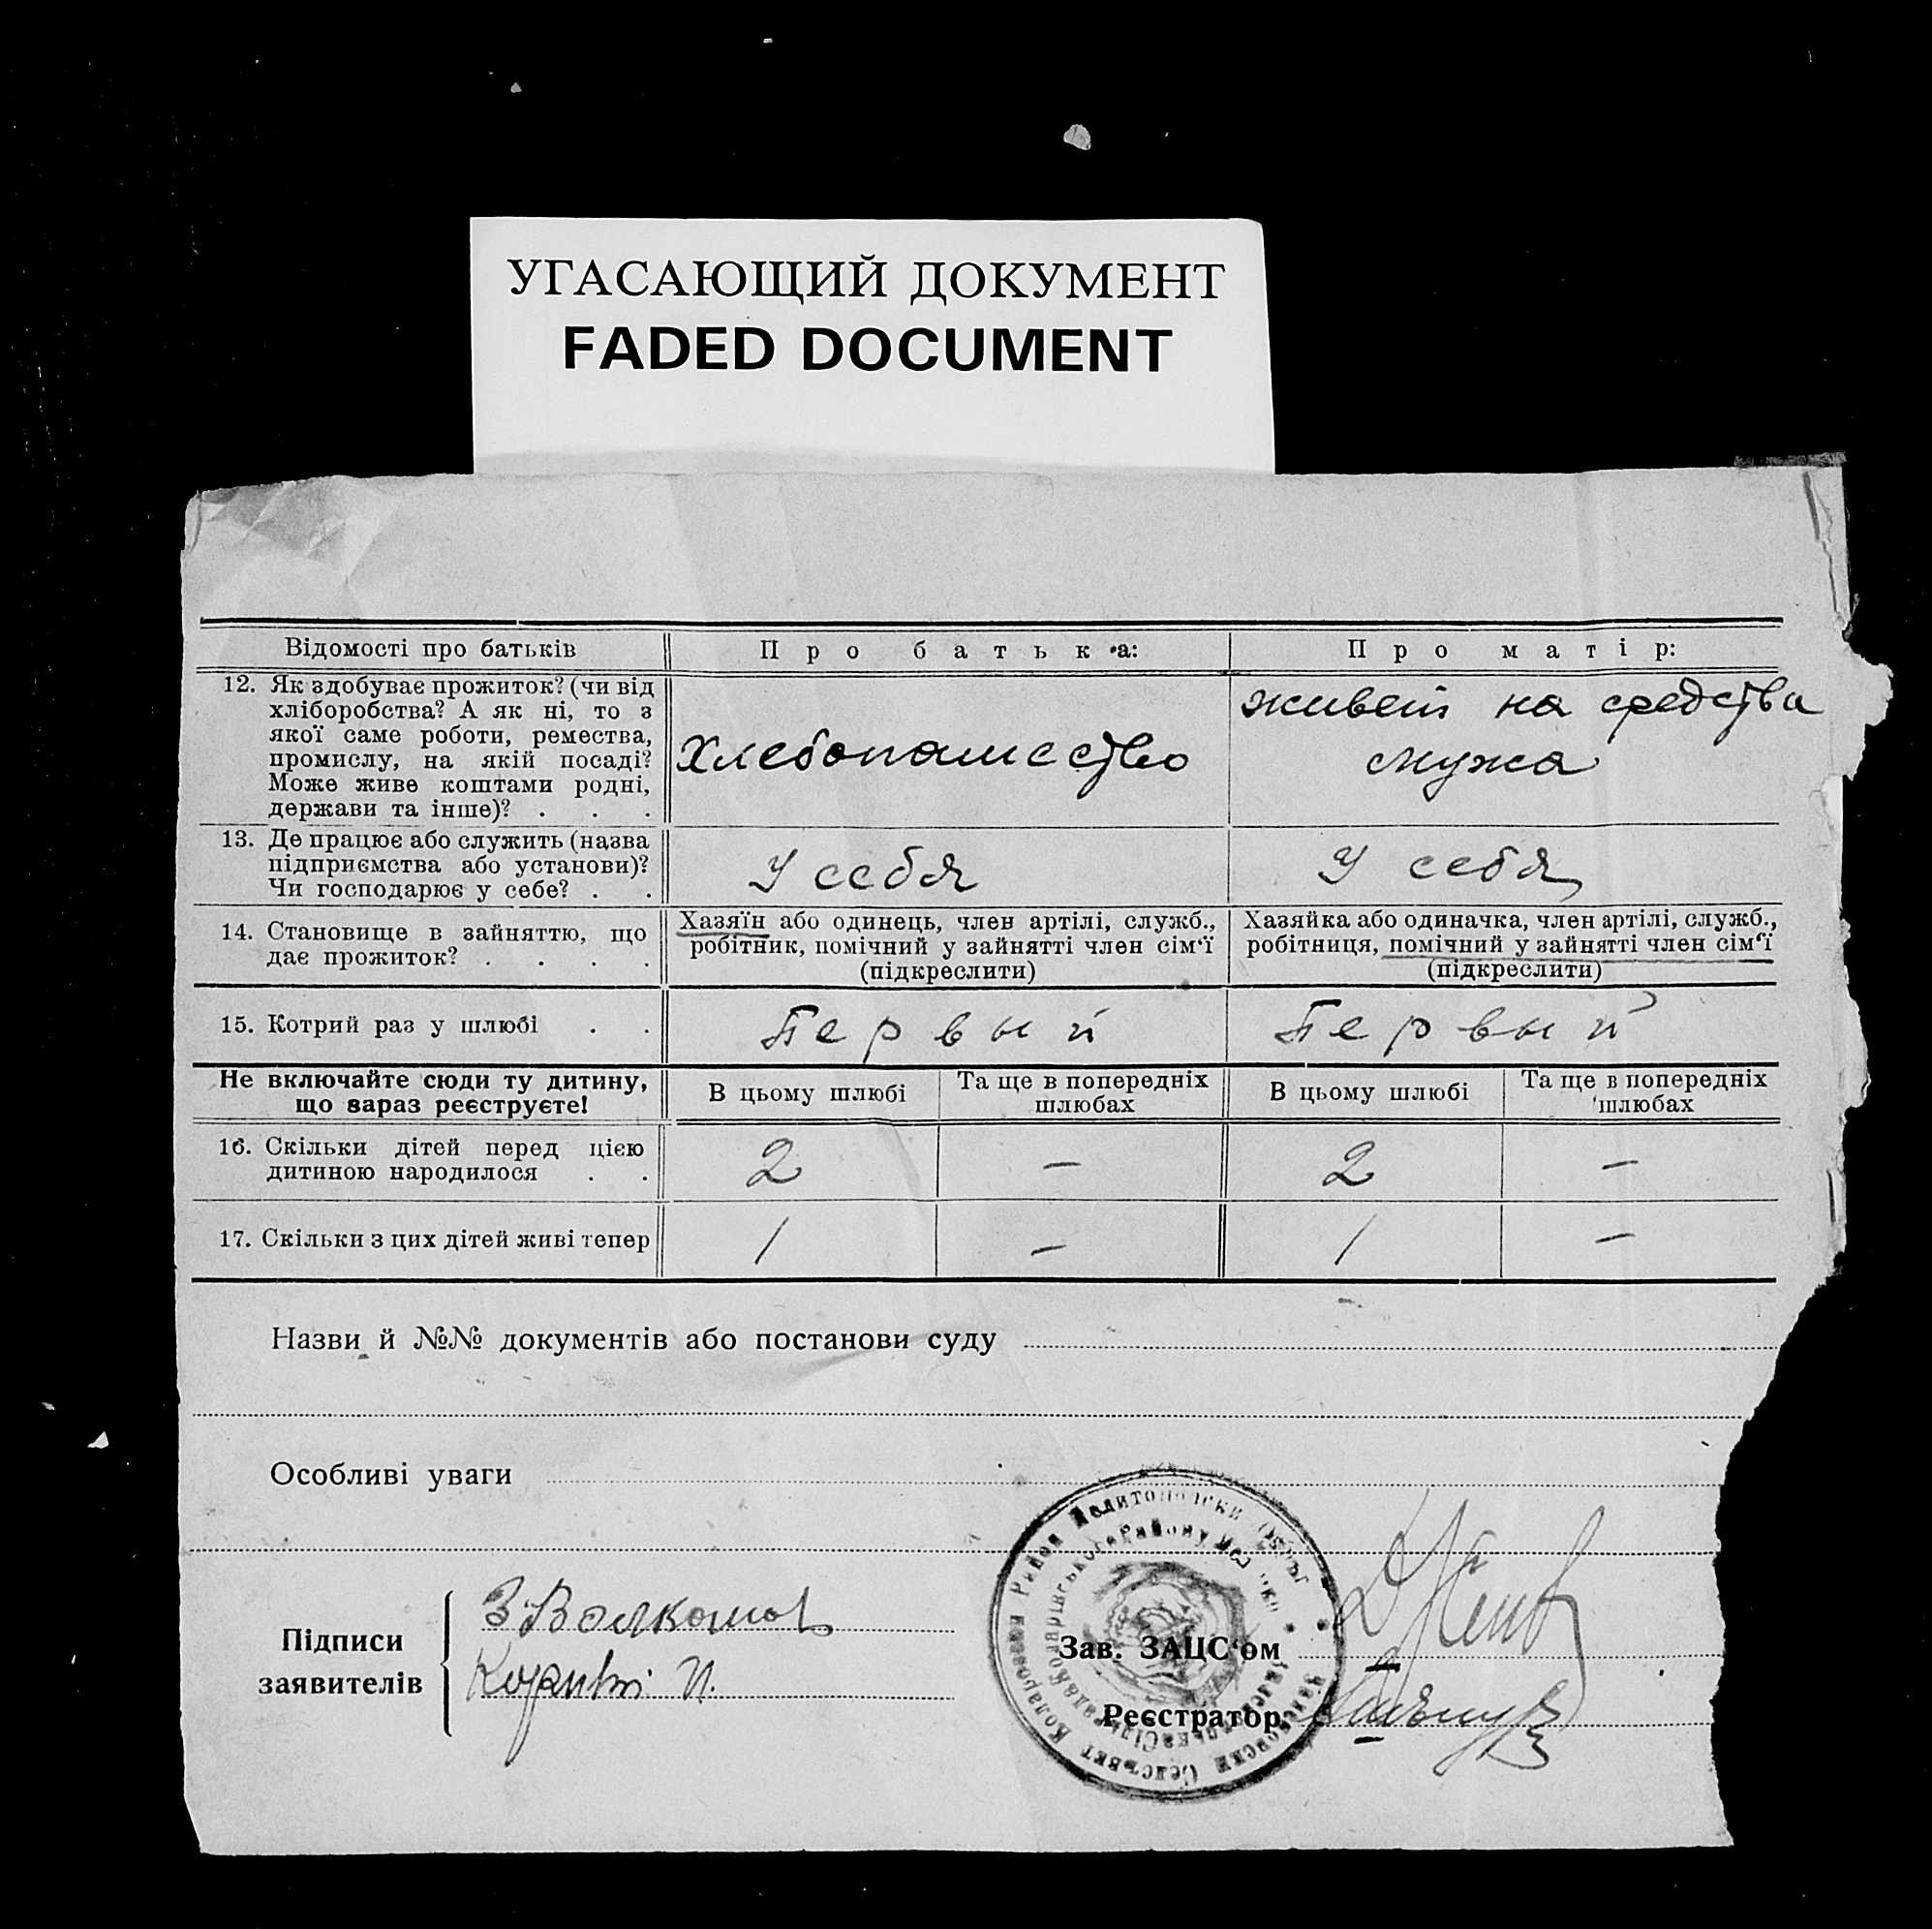 УГАСАЮЩИЙ ДОКУМЕНТ
FADED DOCUMENT
Відомості про батьків
Про батька:
Про матір:
12. Як здобуває прожиток? (чи від
хліборобства? А як ні, то з
якої саме роботи, ремества,
промислу, на якій посаді?
Може живе коштами родні,
держави та інше)? . . .
Хлебопашество
живет на средства
мужа
13. Де працює або служить (назва
підприємства або установи)?
Чи господарює у себе? . .
У себя
У себя
14. Становище в зайняттю, що
дає прожиток? . . . .
Хазяїн або одинець, член артілі, служб.,
робітник, помічний у зайнятті член сім'ї
(підкреслити)
Хазяйка або одиначка, член артілі, служб.,
робітниця, помічний у зайнятті член сім'ї
(підкреслити)
15. Котрий раз у шлюбі . .
Первый
Первый
Не включайте сюди ту дитину,
що зараз реєструєте!
В цьому шлюбі
Та ще в попередніх
шлюбах
В цьому шлюбі
Та ще в попередніх
шлюбах
16. Скільки дітей перед цією
дитиною народилося . .
2
—
2
—
17. Скільки з цих дітей живі тепер
1
—
1
—
Назви й №№ документів або постанови суду
Особливі уваги
Підписи
заявителів
Зав. ЗАЦС'ом
Реєстратор